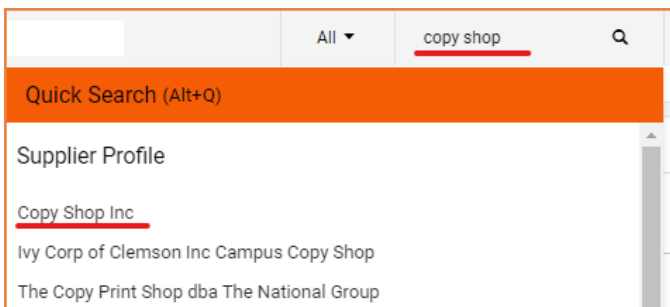 All copy shop
Quick Search (Alt+Q)
Supplier Profile
Copy Shop Inc
Ivy Corp of Clemson Inc Campus Copy Shop
The Copy Print Shop dba The National Group